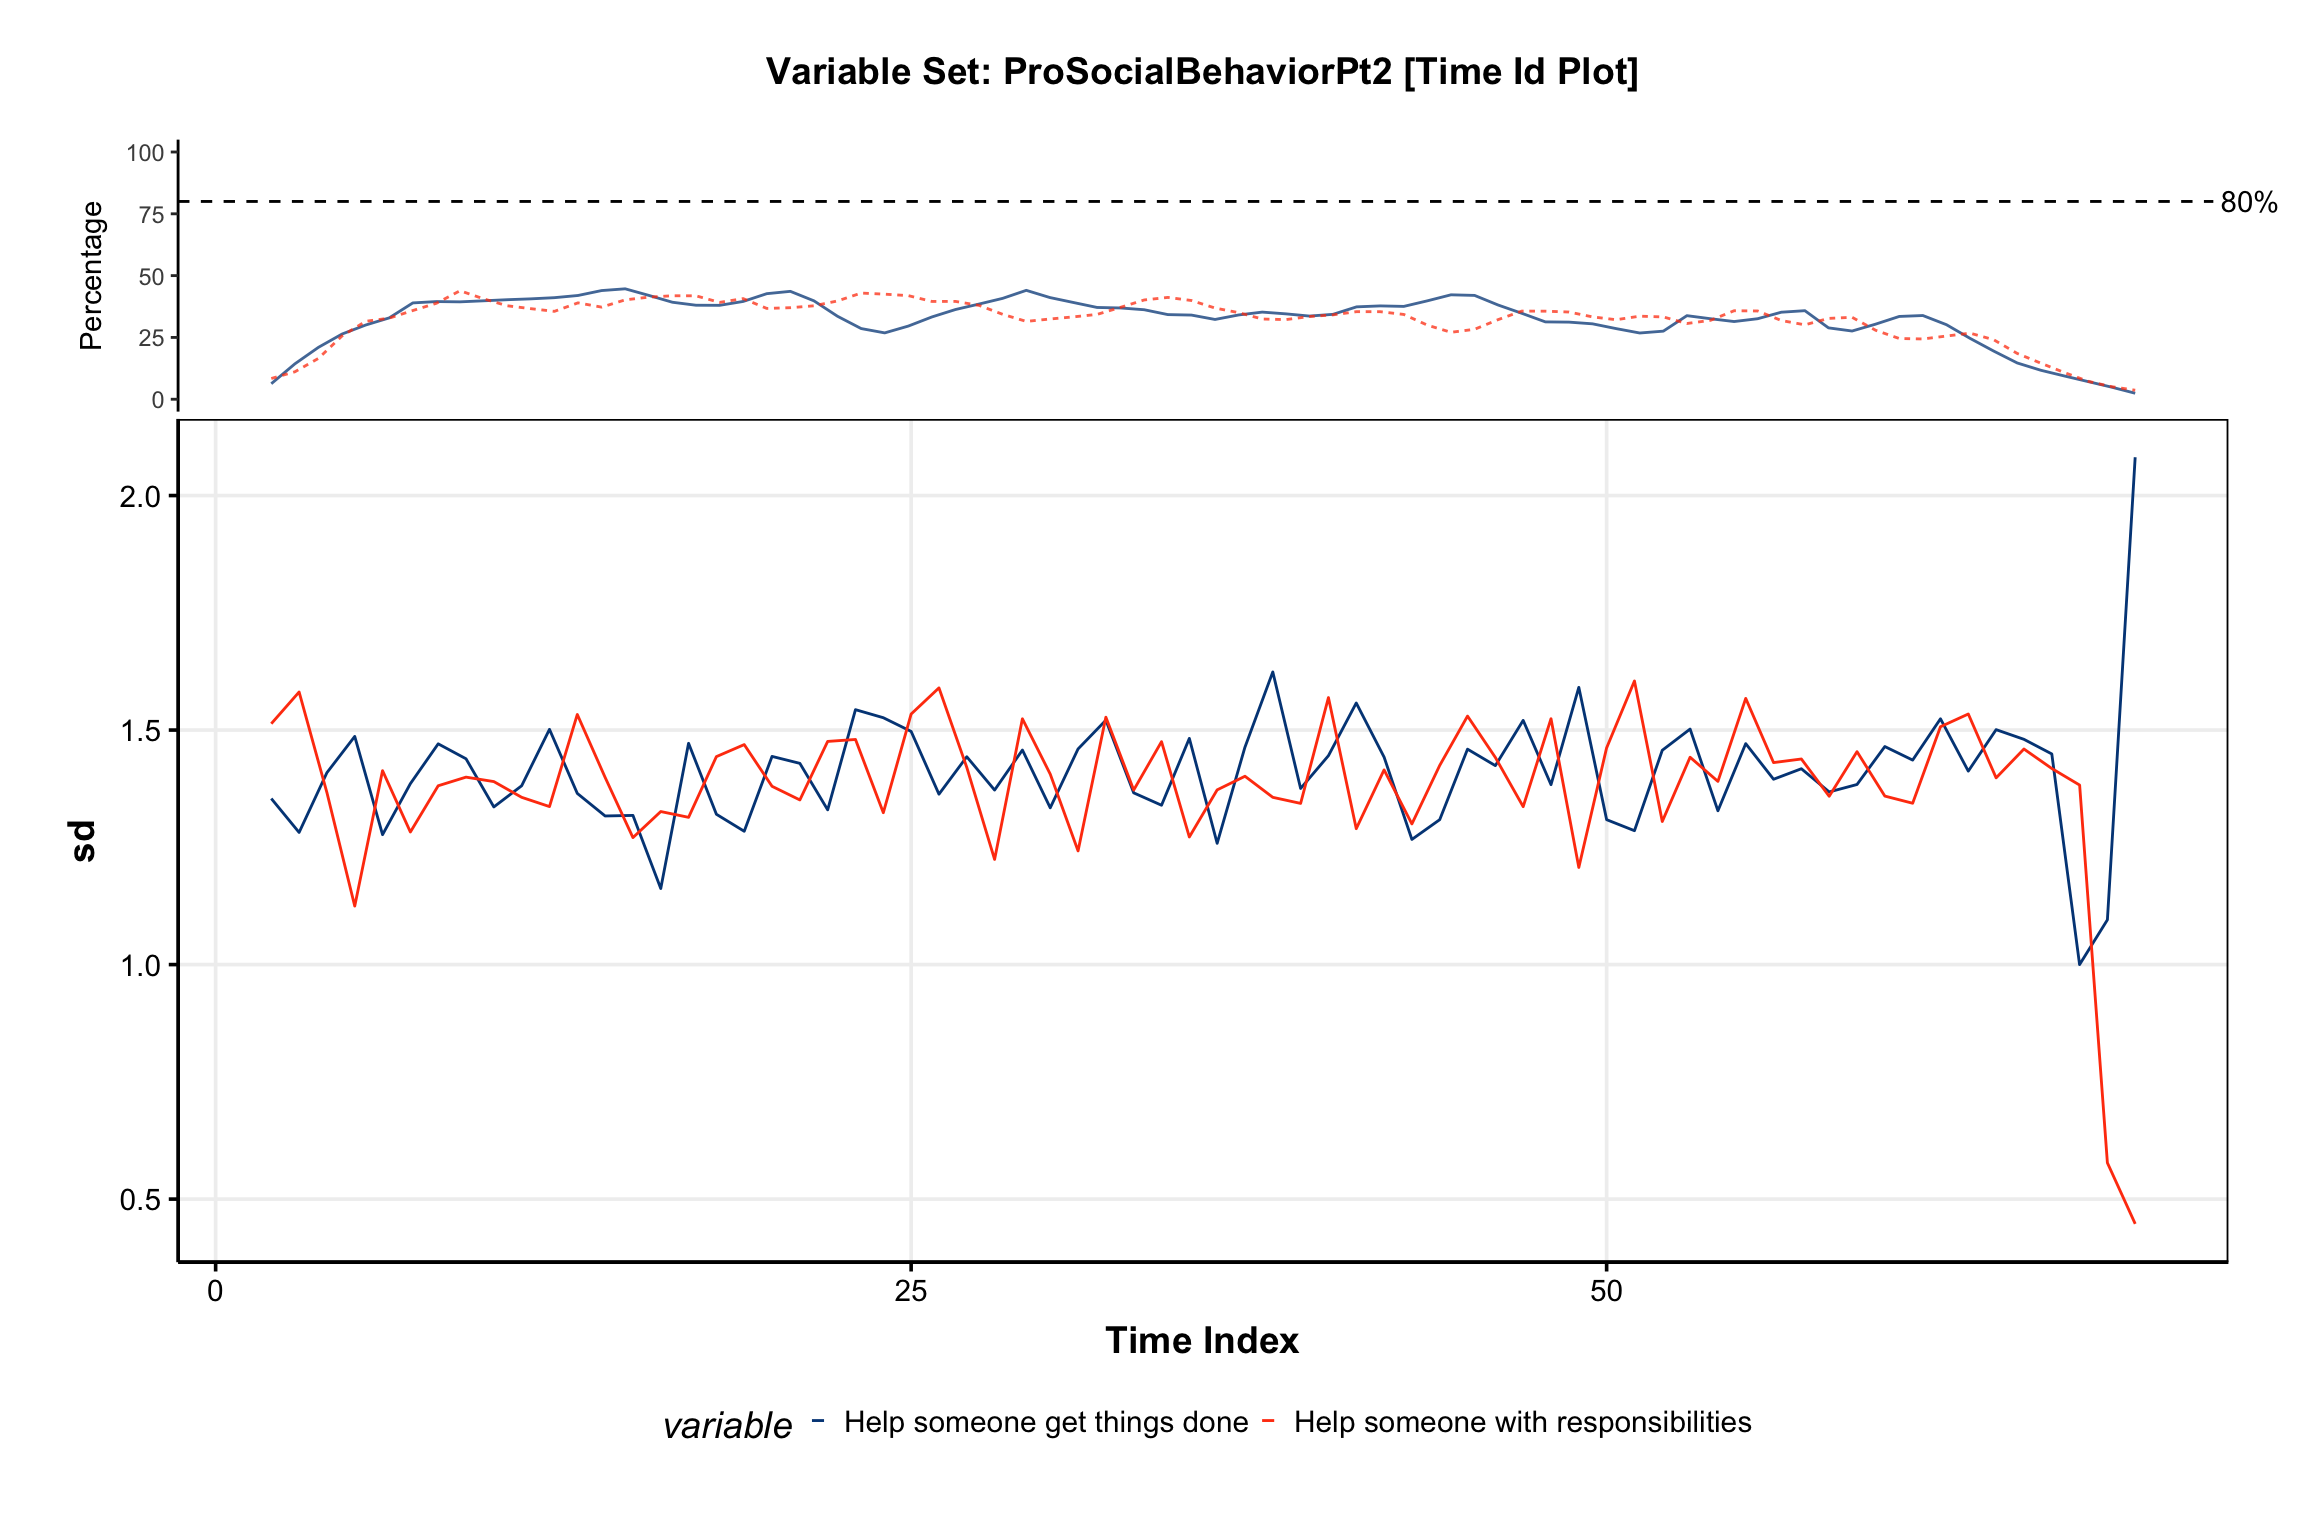 Variable Set: ProSocialBehaviorPt2 [Time Id Plot]
Percentage
100
75
50
25
0
80%
sd
2.0
1.5
1.0
0.5
0 25 50
Time Index
variable Help someone get things done Help someone with responsibilities